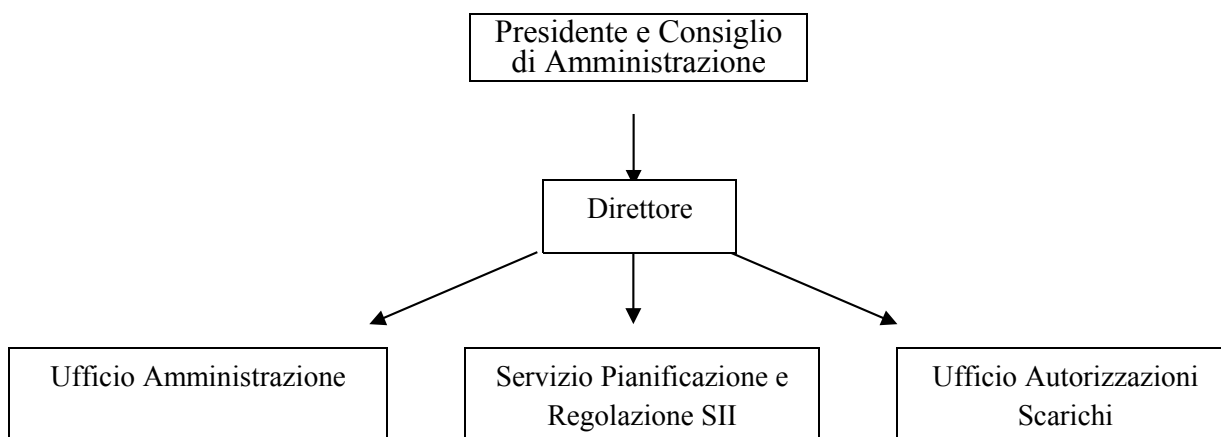 Presidente e Consiglio
di Amministrazione
Direttore
Ufficio Amministrazione
Servizio Pianificazione e
Regolazione SII
Ufficio Autorizzazioni
Scarichi